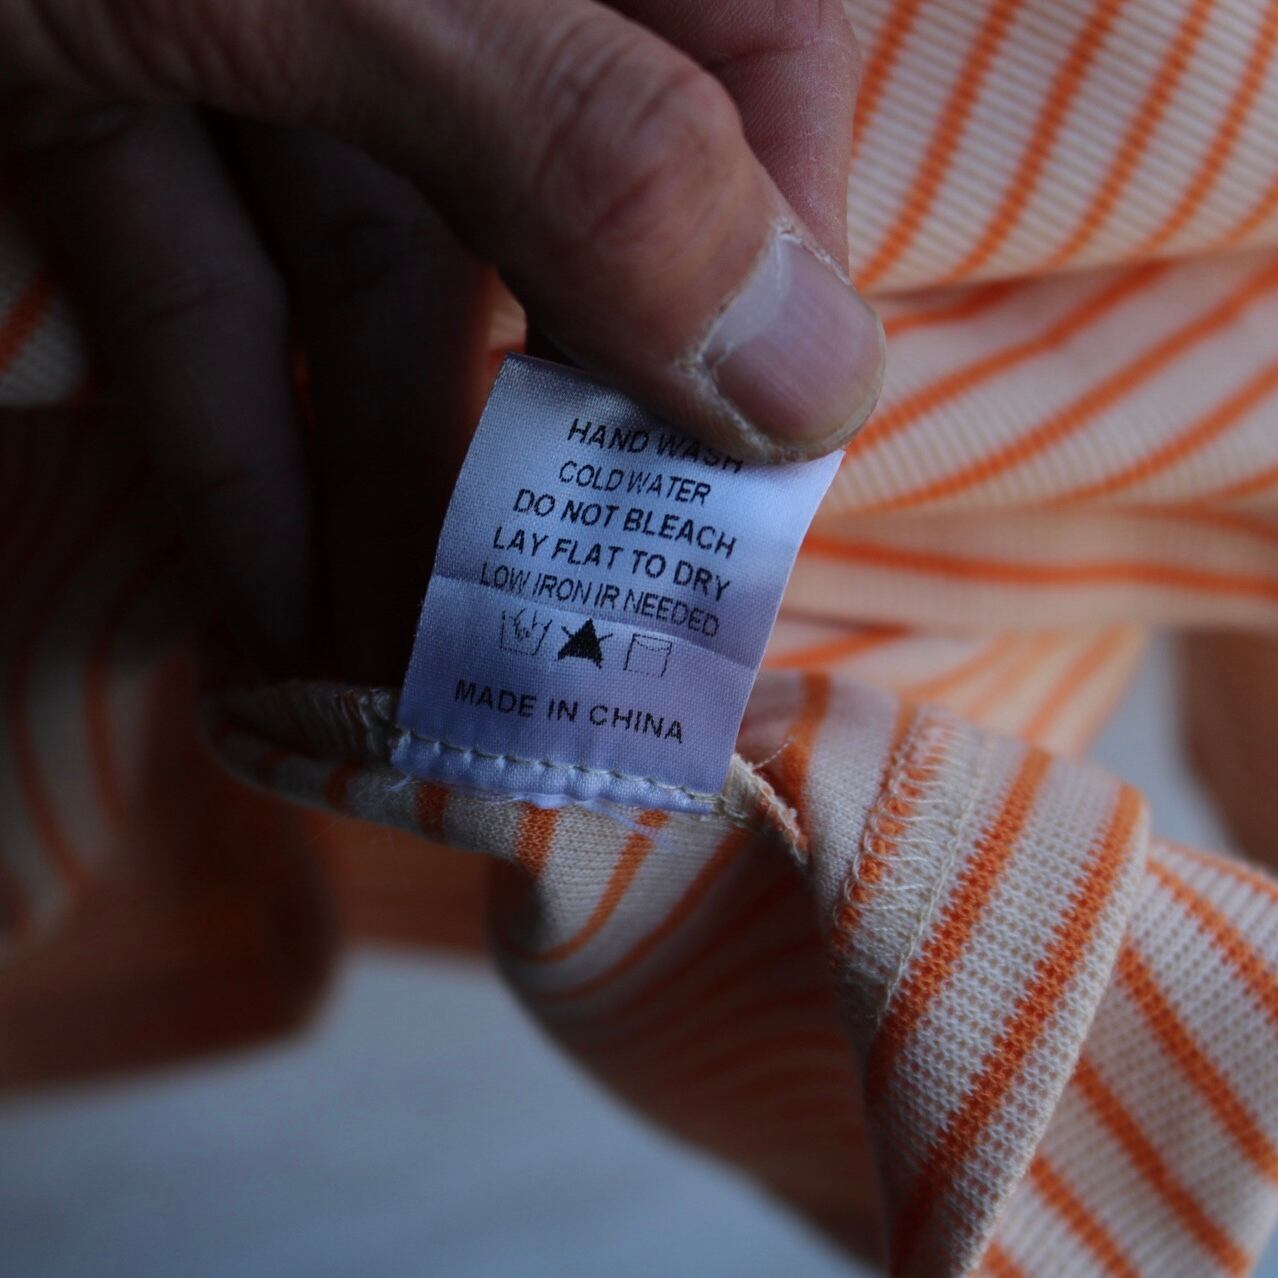 HAND WASH
COLD WATER
DO NOT BLEACH
LAY FLAT TO DRY
LOW IRON IR NEEDED
MADE IN CHINA